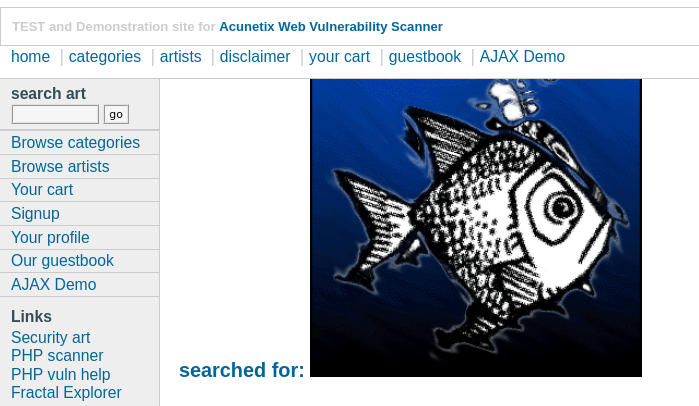 TEST and Demonstration site for Acunetix Web Vulnerability Scanner
home | categories | artists | disclaimer | your cart | guestbook | AJAX Demo
search art
go
Browse categories
Browse artists
Your cart
Signup
Your profile
Our guestbook
AJAX Demo
Links
Security art
PHP scanner
PHP vuln help
Fractal Explorer
searched for: